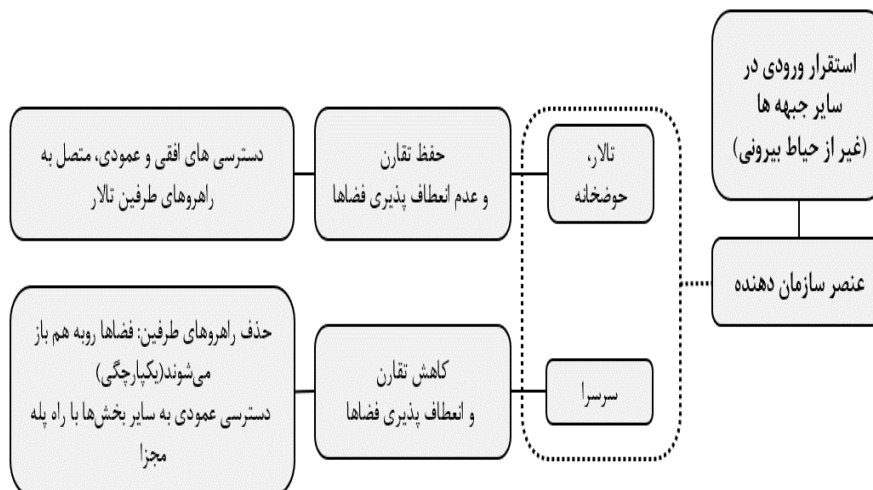 استقرار ورودی در
سایر جبهه ها
(غیر از حیاط بیرونی)
عنصر سازمان دهنده
تالار،
حوضخانه
حفظ تقارن
و عدم انعطاف پذیری فضاها
دسترسی های افقی و عمودی، متصل به
راهروهای طرفین تالار
سرسرا
کاهش تقارن
و انعطاف پذیری فضاها
حذف راهروهای طرفین: فضاها روبه هم باز
می‌شوند(یکپارچگی)
دسترسی عمودی به سایر بخش‌ها با راه پله
مجزا